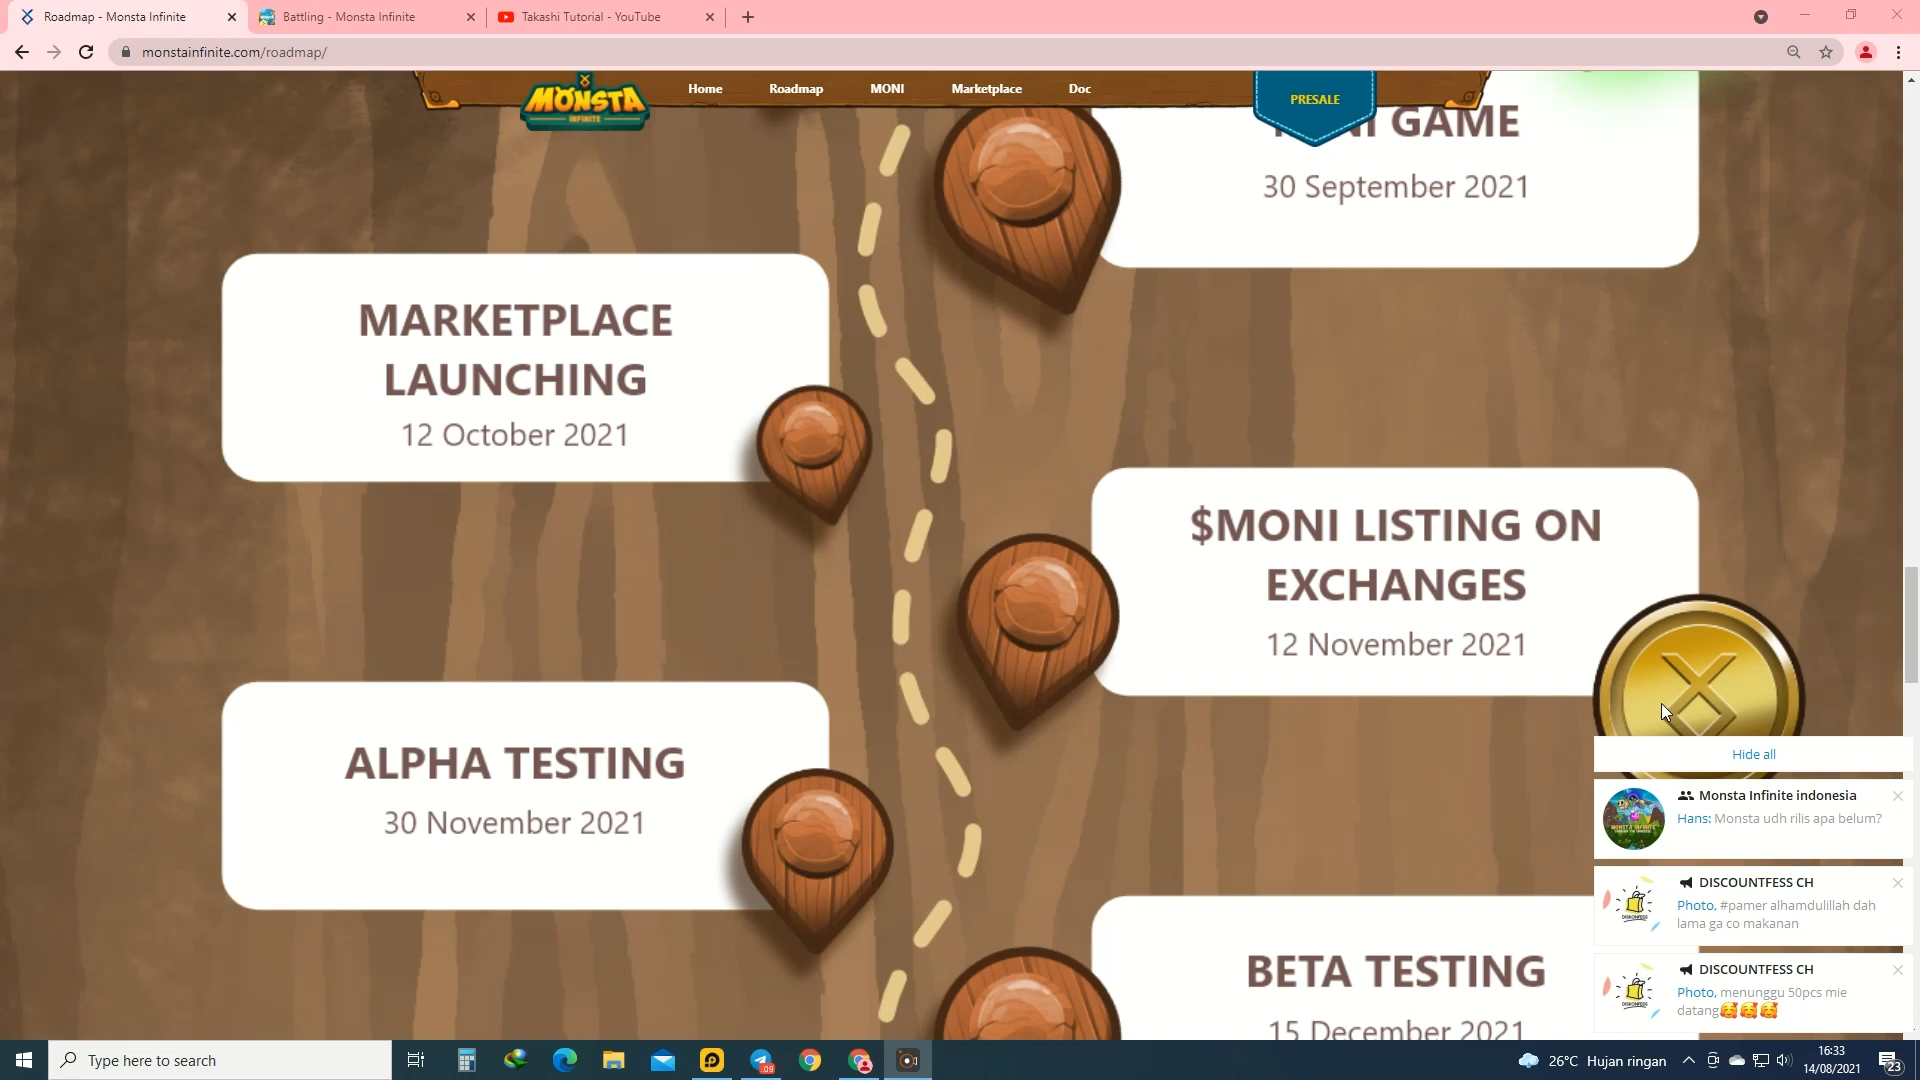 Roadmap - Monsta Infinite
Battling - Monsta Infinite
Takashi Tutorial - YouTube
monstainfinite.com/roadmap/
MONSTA
INFINITE
Home
Roadmap
MONI
Marketplace
Doc
PRESALE
GAME
30 September 2021
MARKETPLACE
LAUNCHING
12 October 2021
$MONI LISTING ON
EXCHANGES
12 November 2021
ALPHA TESTING
30 November 2021
BETA TESTING
15 December 2021
Hide all
Monsta Infinite indonesia
Hans: Monsta udh rilis apa belum?
DISCOUNTFESS CH
Photo, #pamer alhamdulillah dah
lama ga co makanan
DISCOUNTFESS CH
Photo, menunggu 50pcs mie
datang🥰🥰🥰
Type here to search
.09
26°C Hujan ringan
16:33
14/08/2021
23